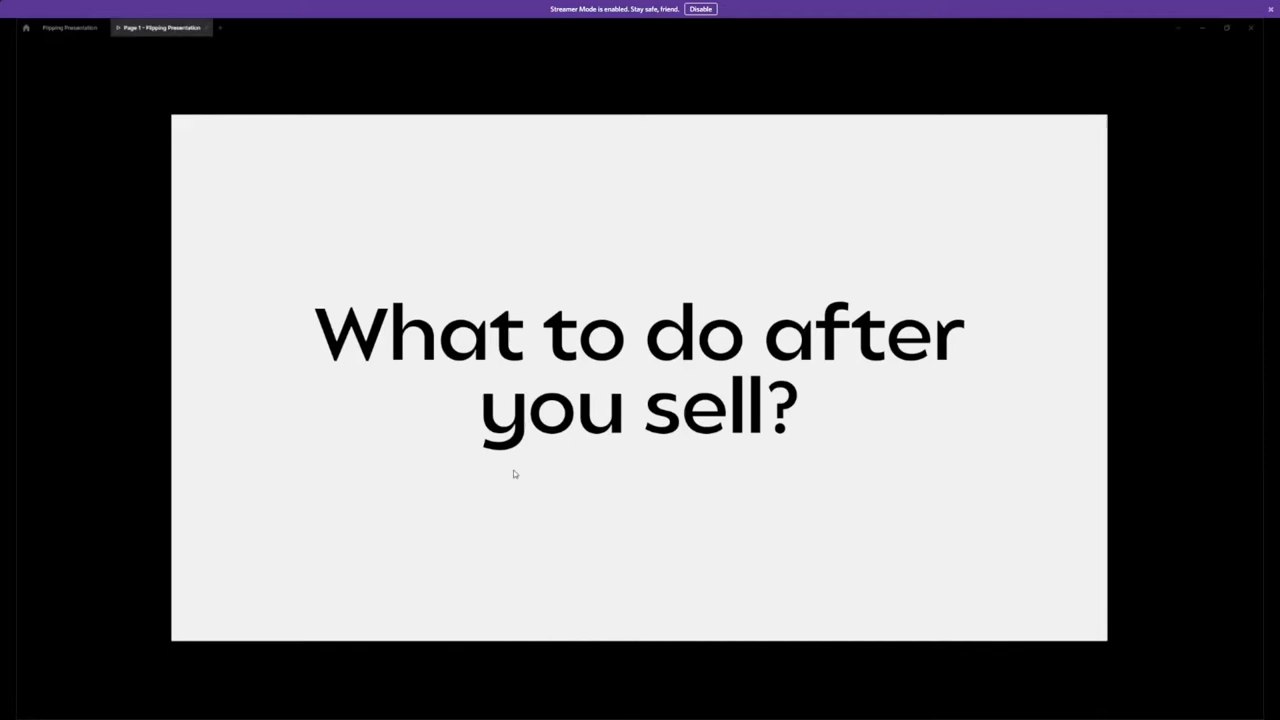 Streamer Mode is enabled. Stay safe, friend. Disable
Flipping Presentation
Page 1 - Flipping Presentation
What to do after
you sell?